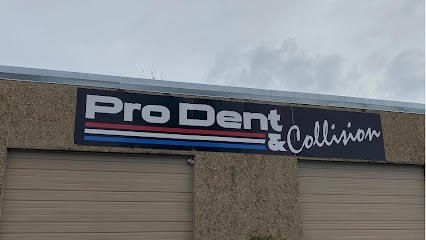 Pro Dent
& Collision